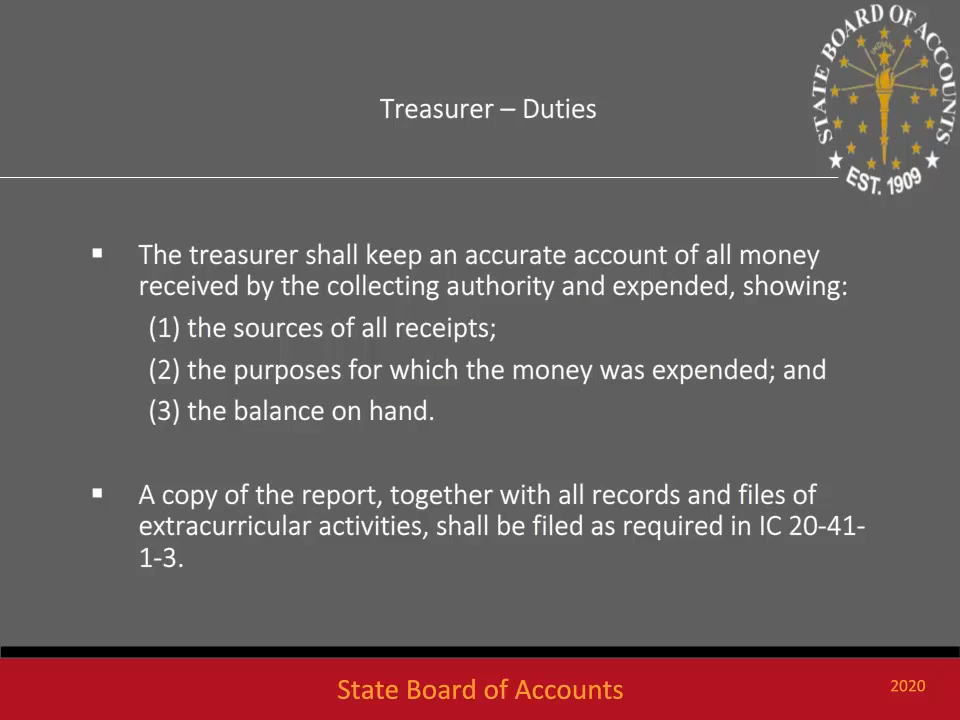 STATE BOARD OF ACCOUNTS
INDIANA
EST. 1909
Treasurer – Duties
▪ The treasurer shall keep an accurate account of all money
received by the collecting authority and expended, showing:
(1) the sources of all receipts;
(2) the purposes for which the money was expended; and
(3) the balance on hand.
▪ A copy of the report, together with all records and files of
extracurricular activities, shall be filed as required in IC 20-41-
1-3.
State Board of Accounts
2020